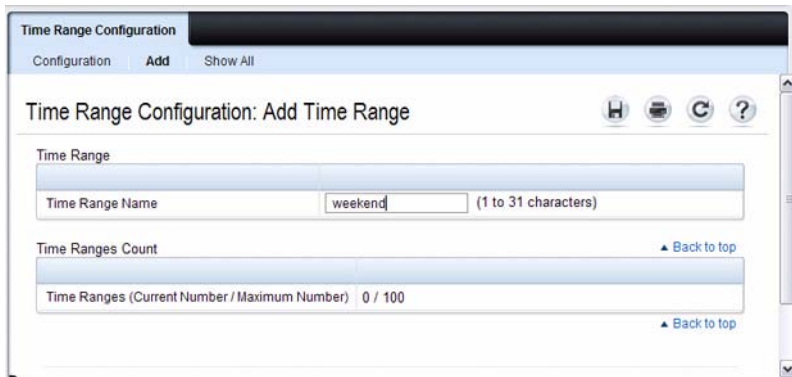 Time Range Configuration
Configuration Add Show All
Time Range Configuration: Add Time Range
Time Range
Time Range Name weekend (1 to 31 characters)
Time Ranges Count ▲ Back to top
Time Ranges (Current Number / Maximum Number) 0 / 100
▲ Back to top